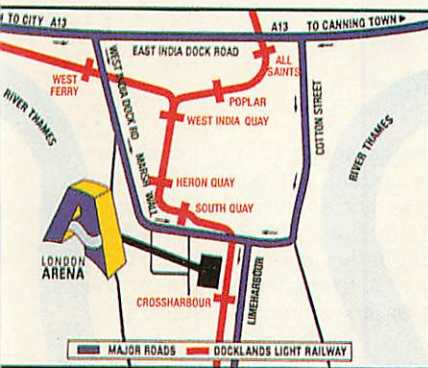 TO CITY A13
A13 TO CANNING TOWN
EAST INDIA DOCK ROAD
ALL
SAINTS
WEST
FERRY
WEST INDIA DOCK RD
POPLAR
COTTON STREET
RIVER THAMES
WEST INDIA QUAY
RIVER THAMES
MARSH WALL
HERON QUAY
SOUTH QUAY
LONDON
ARENA
LIMEHARBOUR
CROSSHARBOUR
MAJOR ROADS DOCKLANDS LIGHT RAILWAY